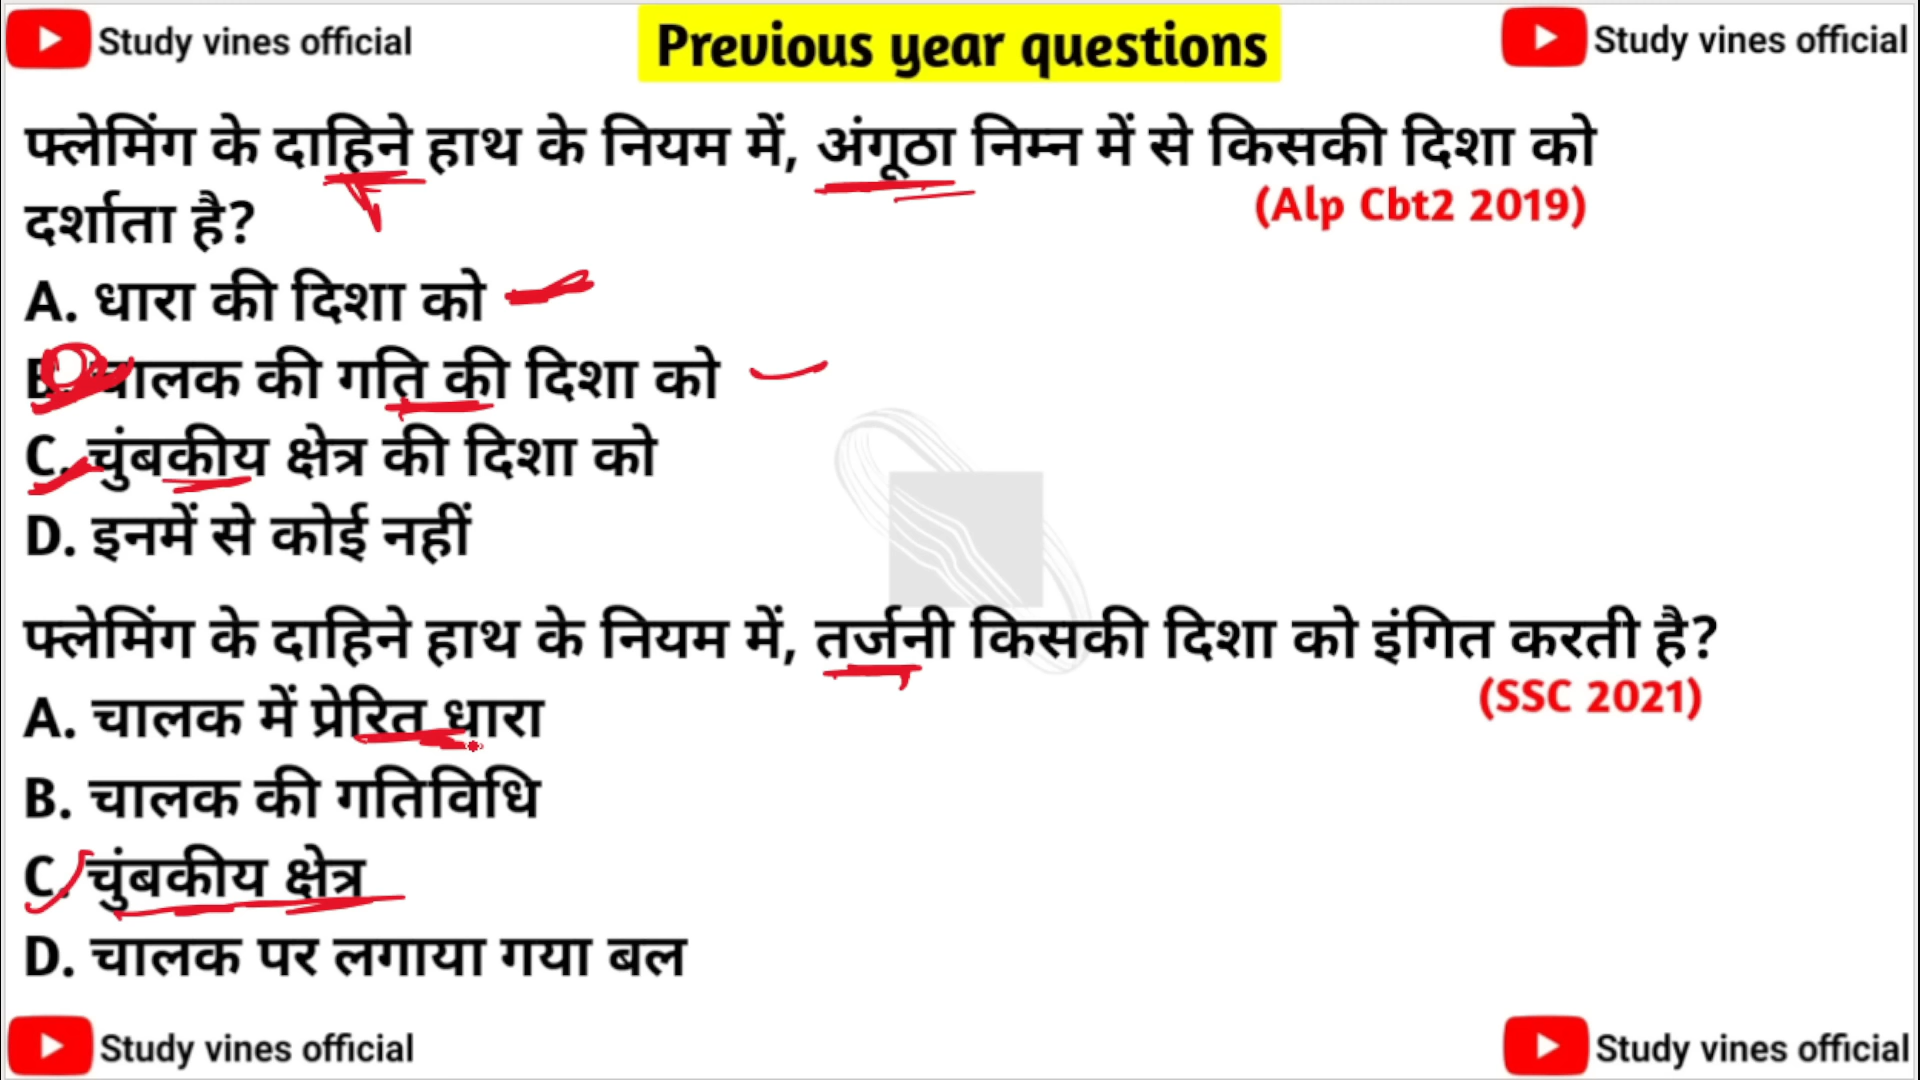 Study vines official
Previous year questions
Study vines official
फ्लेमिंग के दाहिने हाथ के नियम में, अंगूठा निम्न में से किसकी दिशा को
दर्शाता है?
(Alp Cbt2 2019)
A. धारा की दिशा को
B. चालक की गति की दिशा को
C. चुंबकीय क्षेत्र की दिशा को
D. इनमें से कोई नहीं
फ्लेमिंग के दाहिने हाथ के नियम में, तर्जनी किसकी दिशा को इंगित करती है?
(SSC 2021)
A. चालक में प्रेरित धारा
B. चालक की गतिविधि
C. चुंबकीय क्षेत्र
D. चालक पर लगाया गया बल
Study vines official
Study vines official